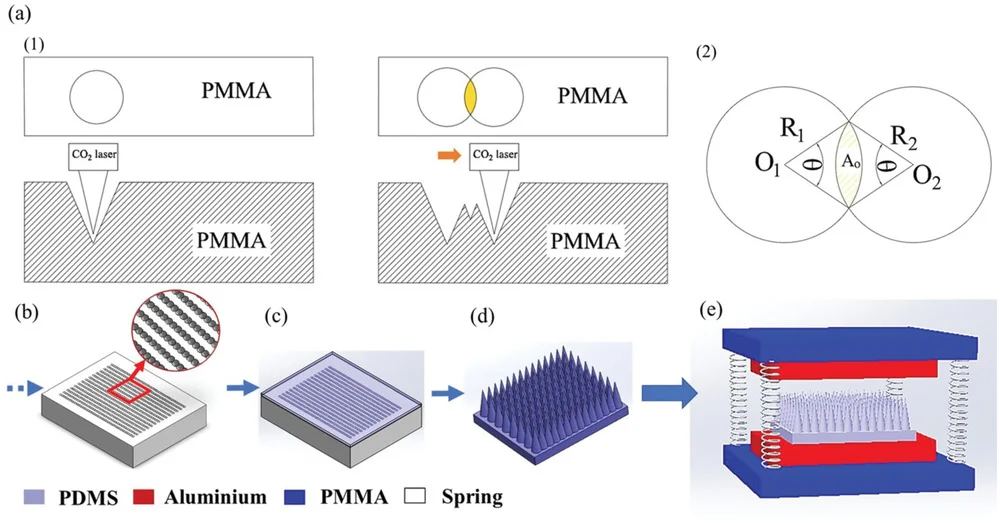 (a)
(1)
PMMA
CO2 laser
PMMA
PMMA
CO2 laser
PMMA
(2)
R1
R2
O1
Θ
Ao
Θ
O2
(b)
(c)
(d)
(e)
PDMS
Aluminium
PMMA
Spring